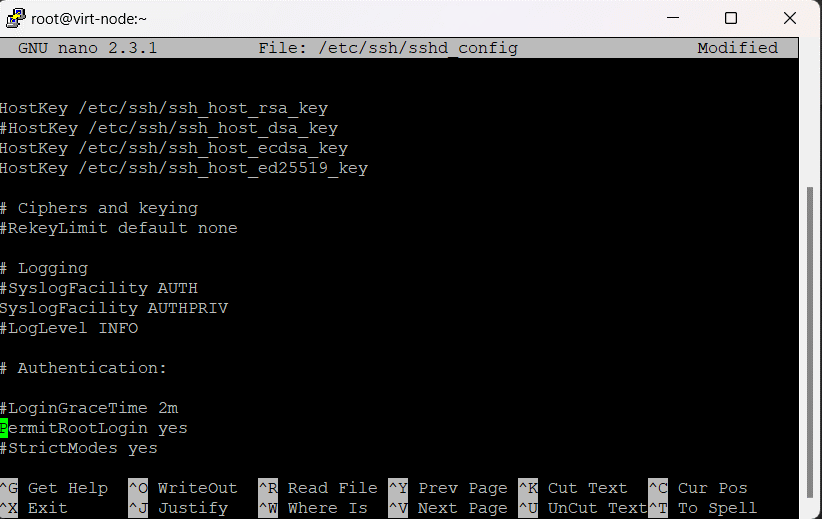 root@virt-node:~
GNU nano 2.3.1 File: /etc/ssh/sshd_config Modified
HostKey /etc/ssh/ssh_host_rsa_key
#HostKey /etc/ssh/ssh_host_dsa_key
HostKey /etc/ssh/ssh_host_ecdsa_key
HostKey /etc/ssh/ssh_host_ed25519_key
# Ciphers and keying
#RekeyLimit default none
# Logging
#SyslogFacility AUTH
SyslogFacility AUTHPRIV
#LogLevel INFO
# Authentication:
#LoginGraceTime 2m
PermitRootLogin yes
#StrictModes yes
^G Get Help ^O WriteOut ^R Read File ^Y Prev Page ^K Cut Text ^C Cur Pos
^X Exit ^J Justify ^W Where Is ^V Next Page ^U UnCut Text^T To Spell